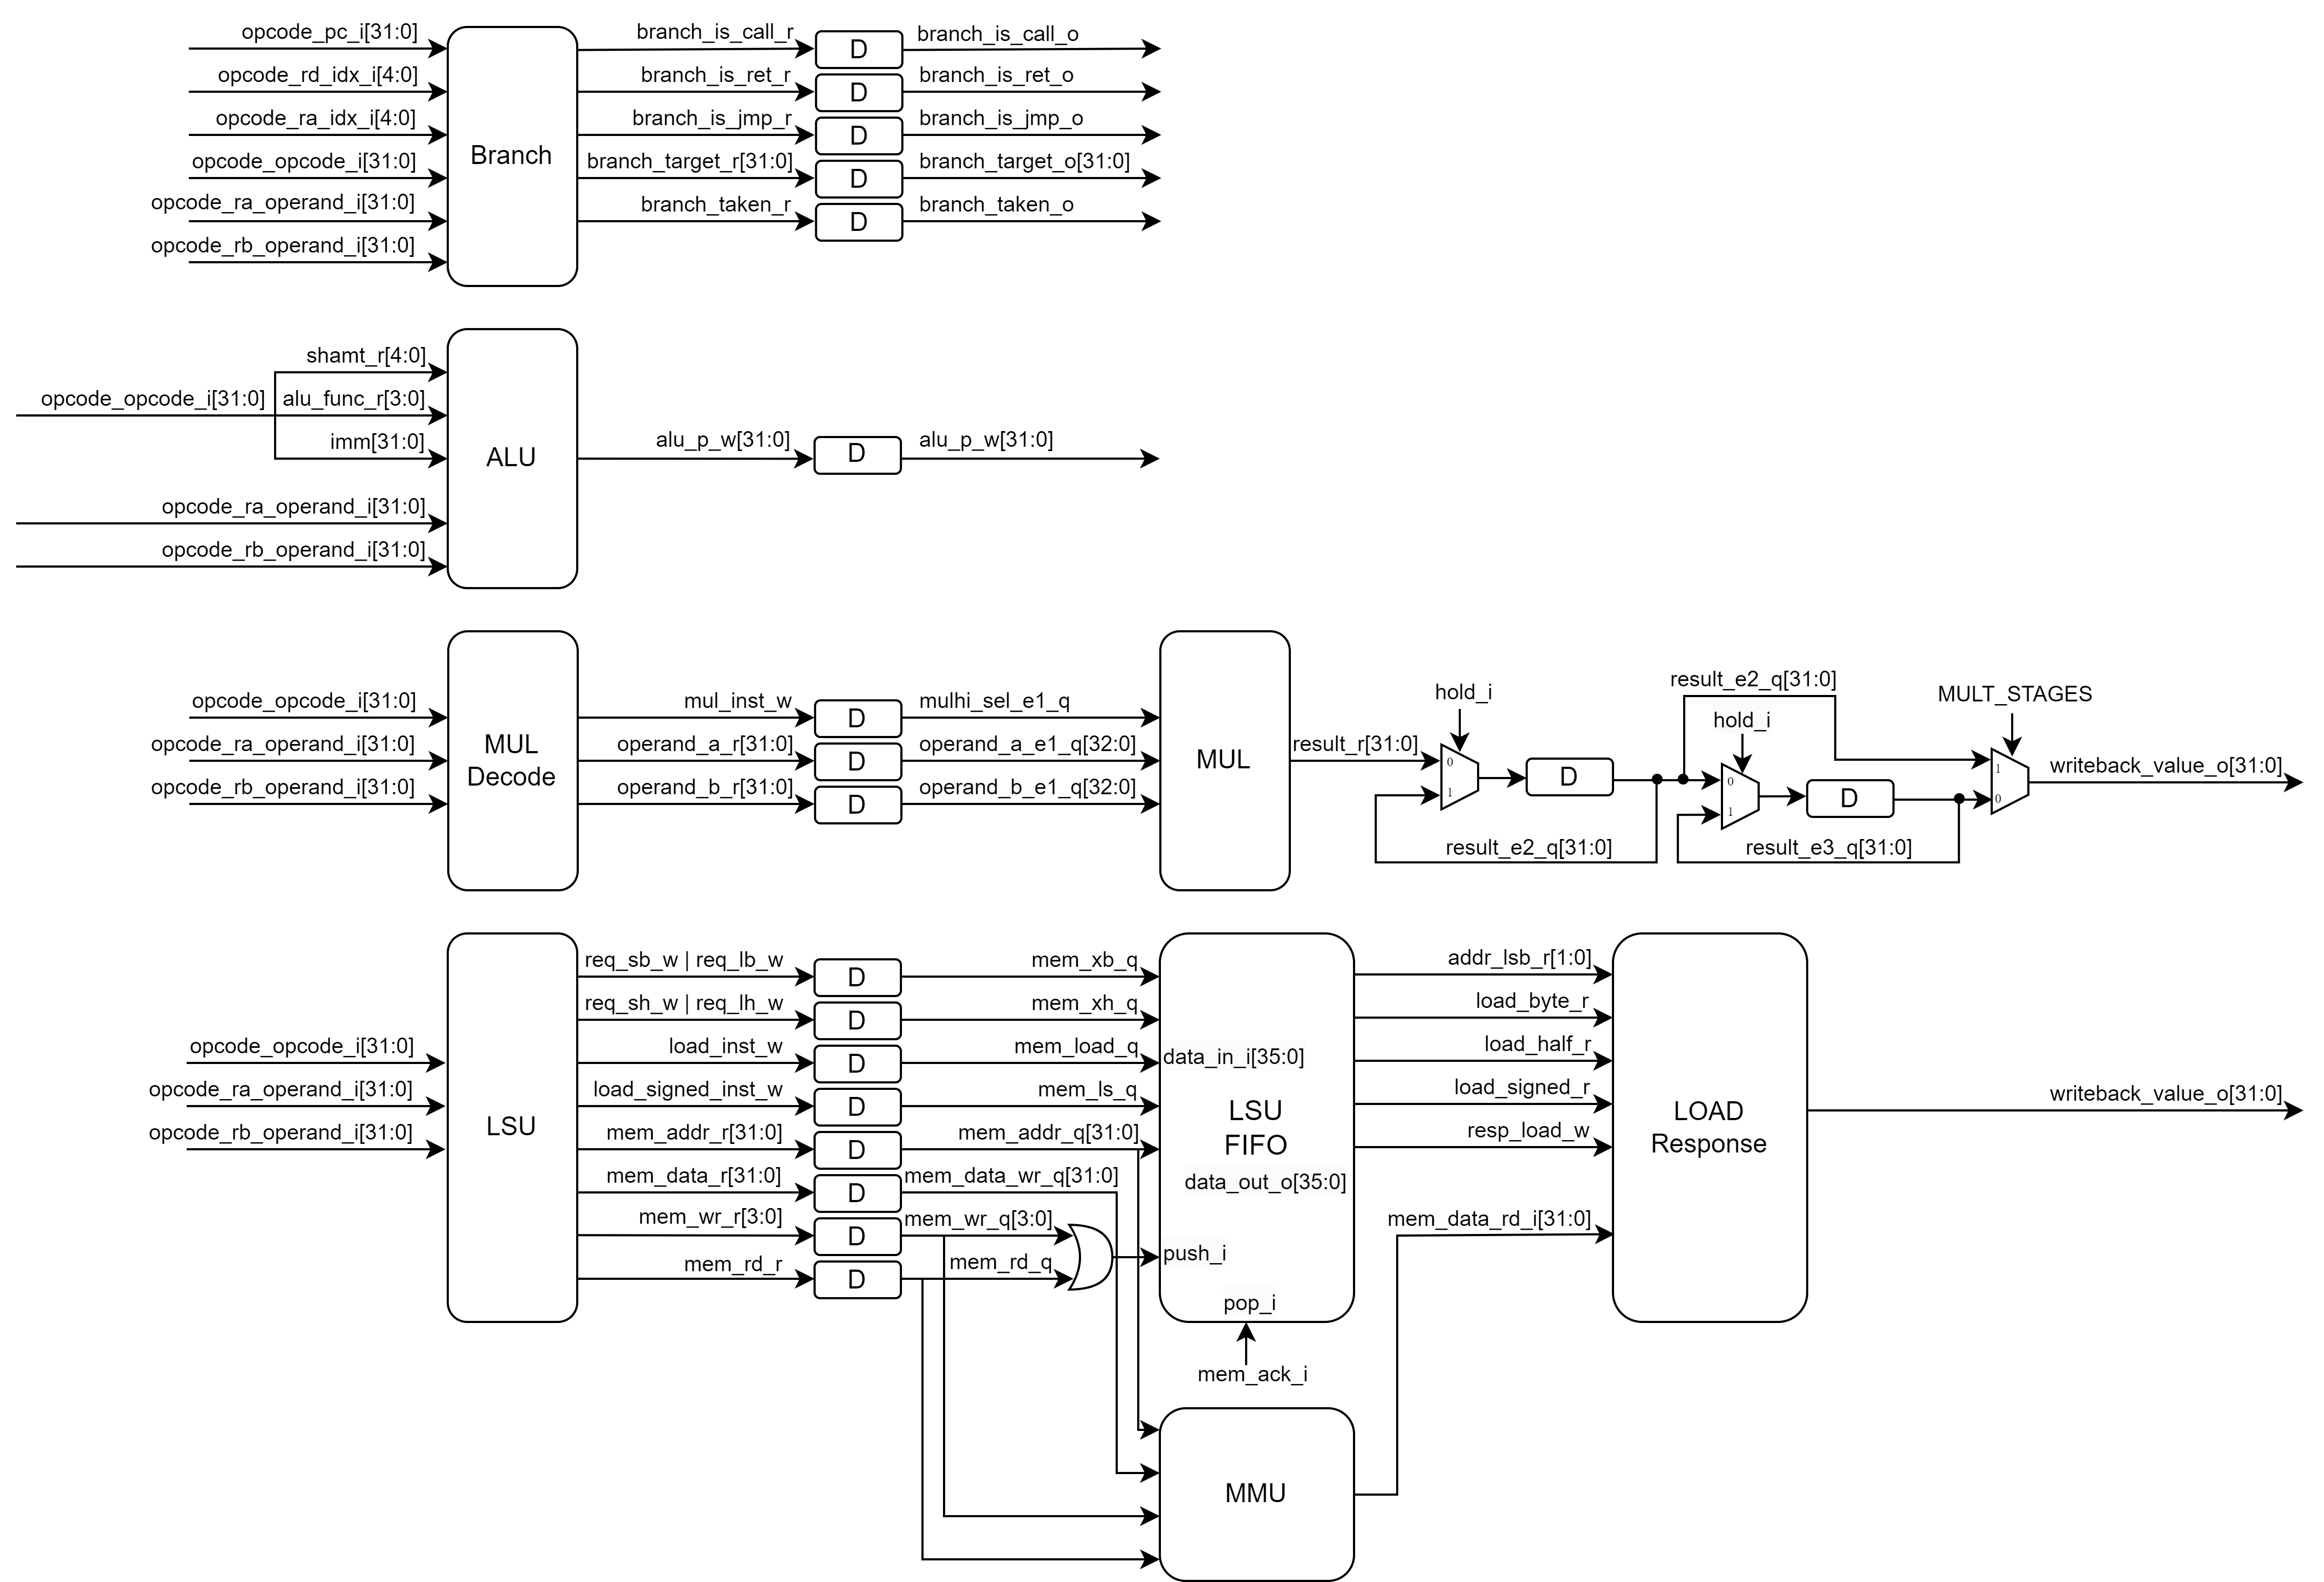 opcode_pc_i[31:0]
opcode_rd_idx_i[4:0]
opcode_ra_idx_i[4:0]
opcode_opcode_i[31:0]
opcode_ra_operand_i[31:0]
opcode_rb_operand_i[31:0]
Branch
branch_is_call_r
D
branch_is_call_o
branch_is_ret_r
D
branch_is_ret_o
branch_is_jmp_r
D
branch_is_jmp_o
branch_target_r[31:0]
D
branch_target_o[31:0]
branch_taken_r
D
branch_taken_o
opcode_opcode_i[31:0]
shamt_r[4:0]
alu_func_r[3:0]
imm[31:0]
opcode_ra_operand_i[31:0]
opcode_rb_operand_i[31:0]
ALU
alu_p_w[31:0]
D
alu_p_w[31:0]
opcode_opcode_i[31:0]
opcode_ra_operand_i[31:0]
opcode_rb_operand_i[31:0]
MUL
Decode
mul_inst_w
D
mulhi_sel_e1_q
operand_a_r[31:0]
D
operand_a_e1_q[32:0]
operand_b_r[31:0]
D
operand_b_e1_q[32:0]
MUL
result_r[31:0]
hold_i
0
1
D
result_e2_q[31:0]
result_e2_q[31:0]
hold_i
0
1
D
result_e3_q[31:0]
MULT_STAGES
1
0
writeback_value_o[31:0]
opcode_opcode_i[31:0]
opcode_ra_operand_i[31:0]
opcode_rb_operand_i[31:0]
LSU
req_sb_w | req_lb_w
D
mem_xb_q
req_sh_w | req_lh_w
D
mem_xh_q
load_inst_w
D
mem_load_q
load_signed_inst_w
D
mem_ls_q
mem_addr_r[31:0]
D
mem_addr_q[31:0]
mem_data_r[31:0]
D
mem_data_wr_q[31:0]
mem_wr_r[3:0]
D
mem_wr_q[3:0]
mem_rd_r
D
mem_rd_q
data_in_i[35:0]
LSU
FIFO
data_out_o[35:0]
push_i
pop_i
mem_ack_i
addr_lsb_r[1:0]
load_byte_r
load_half_r
load_signed_r
resp_load_w
mem_data_rd_i[31:0]
LOAD
Response
writeback_value_o[31:0]
MMU